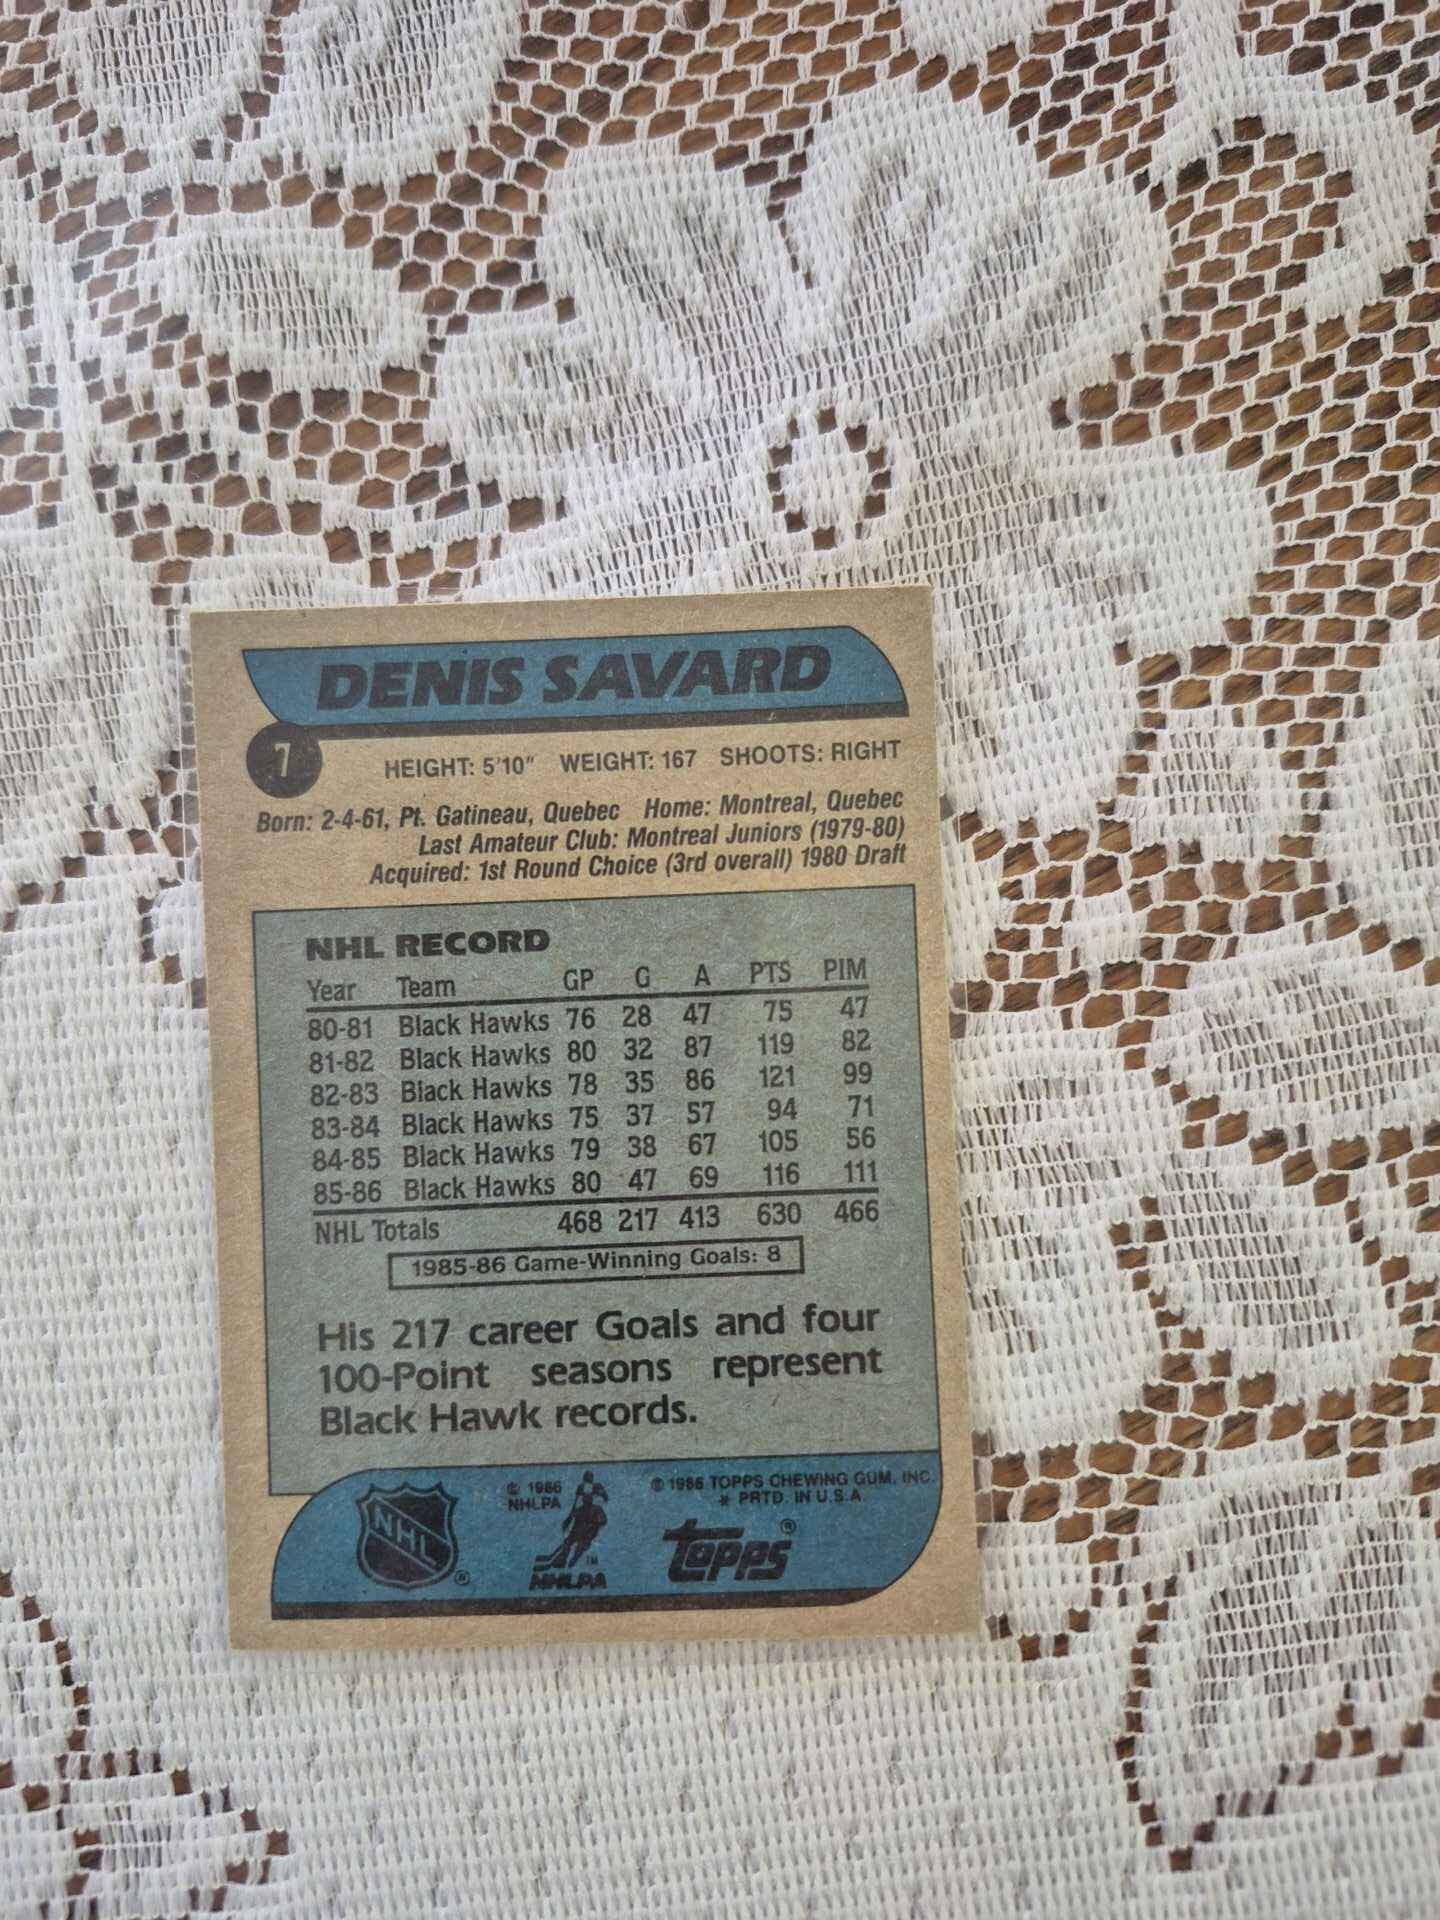 DENIS SAVARD
7
HEIGHT: 5'10" WEIGHT: 167 SHOOTS: RIGHT
Born: 2-4-61, Pt. Gatineau, Quebec Home: Montreal, Quebec
Last Amateur Club: Montreal Juniors (1979-80)
Acquired: 1st Round Choice (3rd overall) 1980 Draft
NHL RECORD
Year Team GP G A PTS PIM
80-81 Black Hawks 76 28 47 75 47
81-82 Black Hawks 80 32 87 119 82
82-83 Black Hawks 78 35 86 121 99
83-84 Black Hawks 75 37 57 94 71
84-85 Black Hawks 79 38 67 105 56
85-86 Black Hawks 80 47 69 116 111
NHL Totals 468 217 413 630 466
1985-86 Game-Winning Goals: 8
His 217 career Goals and four
100-Point seasons represent
Black Hawk records.
NHL ®
© 1986
NHLPA
TM
NHLPA
© 1986 TOPPS CHEWING GUM, INC.
* PRTD. IN U.S.A.
topps ®